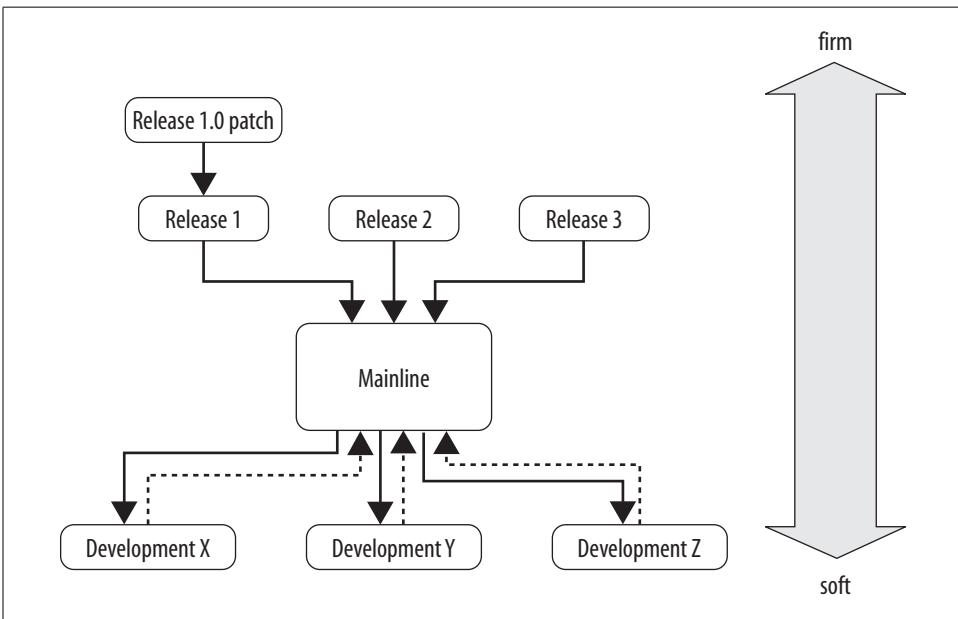 firm
Release 1.0 patch
Release 1
Release 2
Release 3
Mainline
Development X
Development Y
Development Z
soft